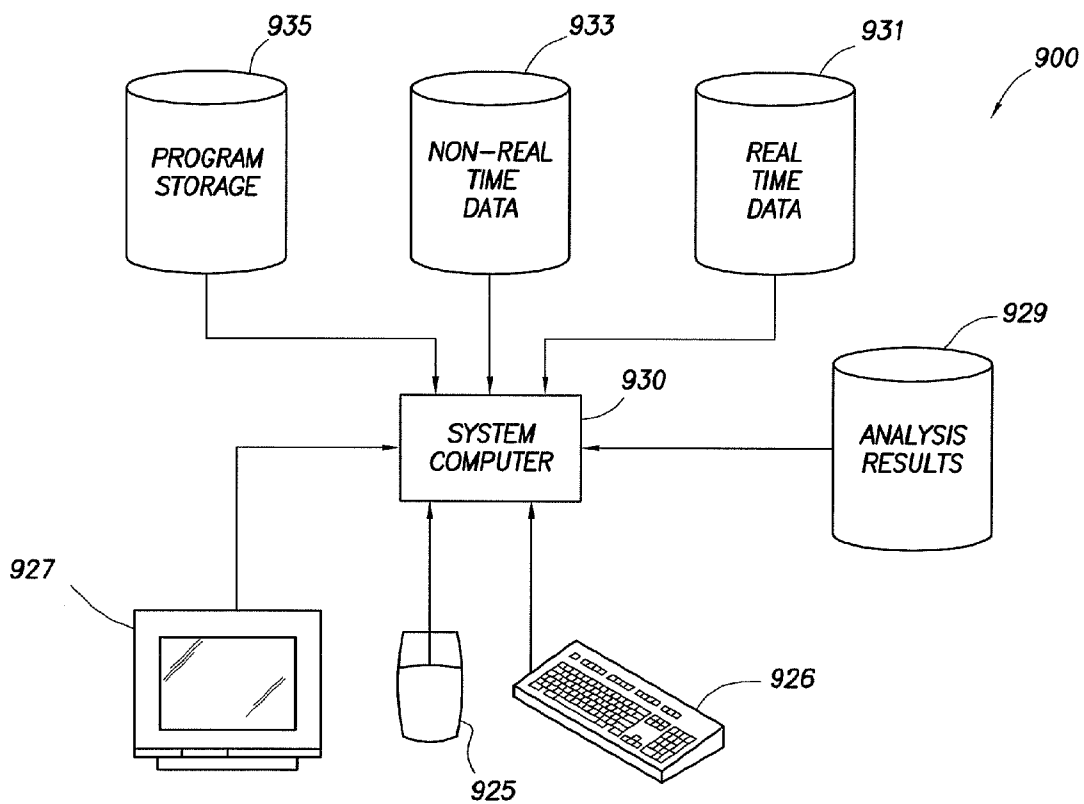 935
933
931
900
PROGRAM
STORAGE
NON-REAL
TIME
DATA
REAL
TIME
DATA
929
930
SYSTEM
COMPUTER
ANALYSIS
RESULTS
927
926
925